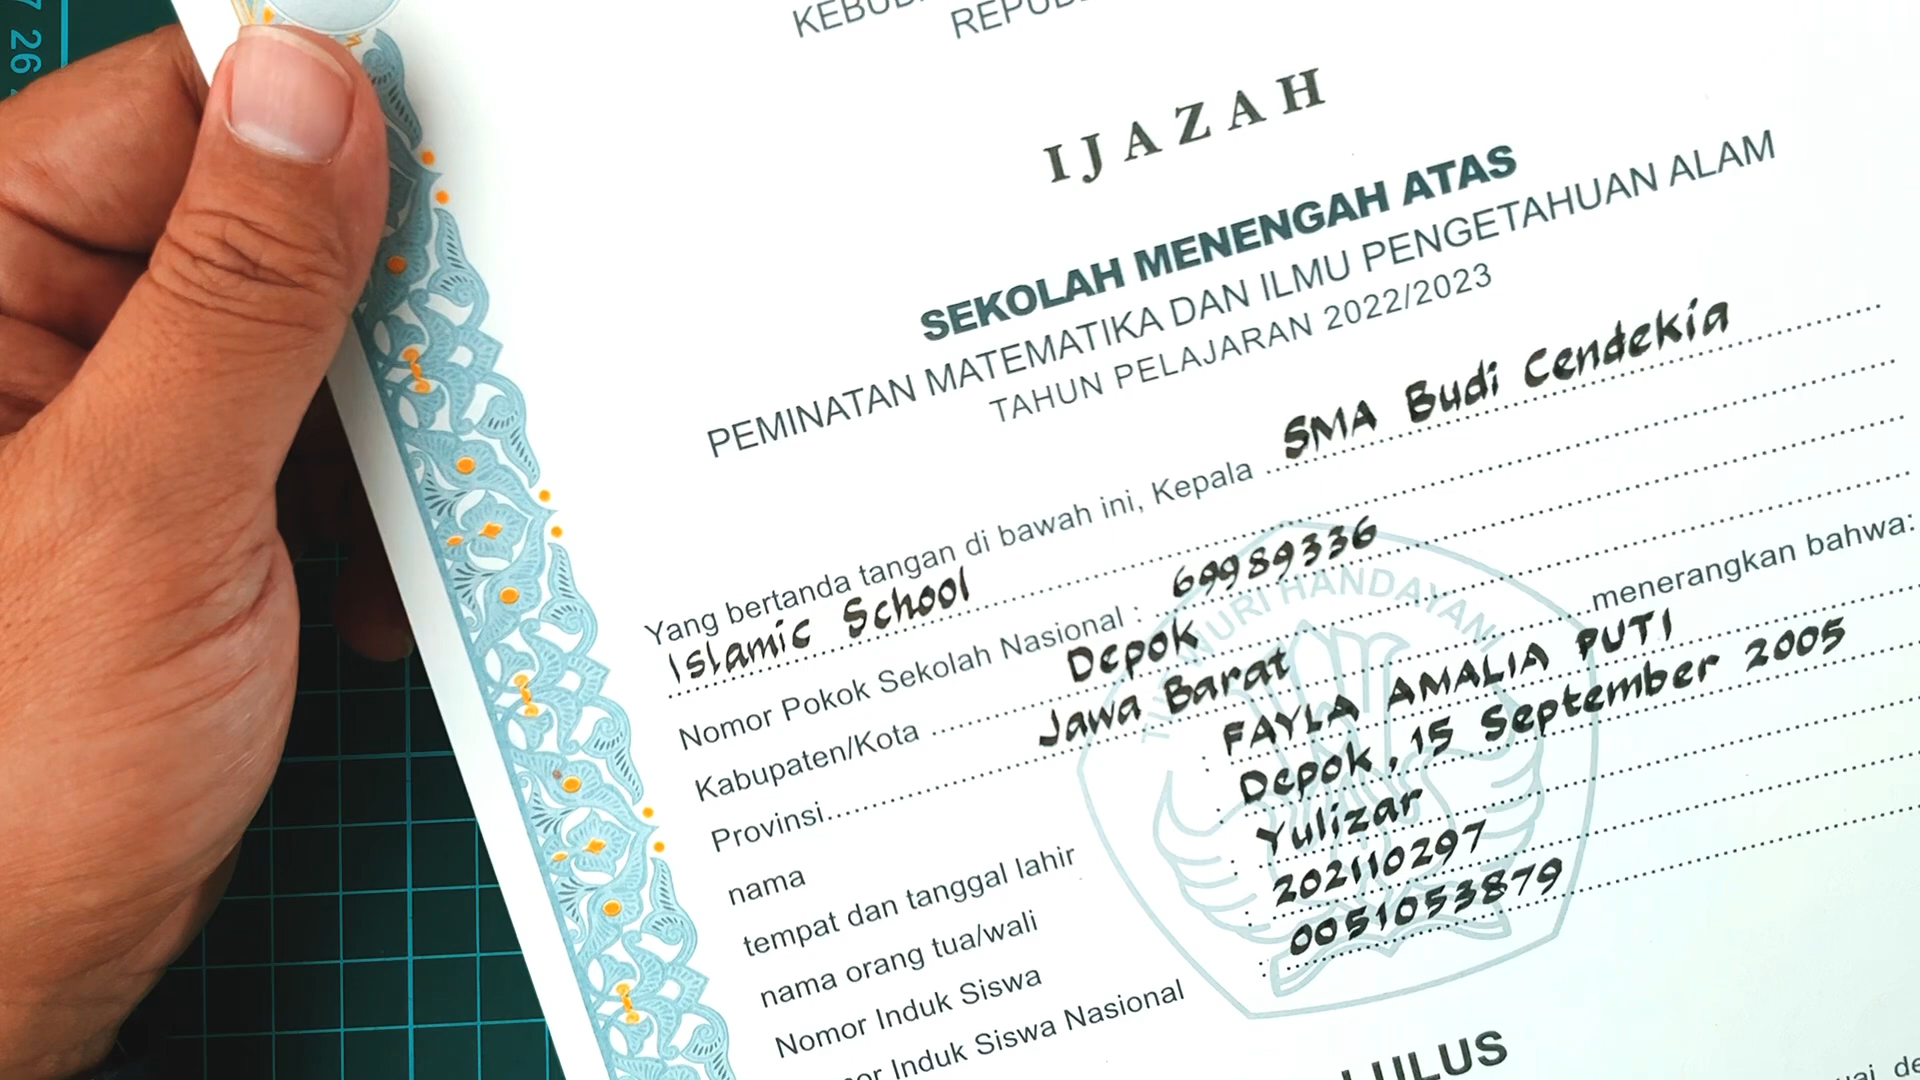 26
IJAZAH
SEKOLAH MENENGAH ATAS
PEMINATAN MATEMATIKA DAN ILMU PENGETAHUAN ALAM
TAHUN PELAJARAN 2022/2023
Yang bertanda tangan di bawah ini, Kepala SMA Budi Cendekia
Islamic School
Nomor Pokok Sekolah Nasional : 69989336
Kabupaten/Kota Depok
Provinsi Jawa Barat menerangkan bahwa:
nama : FAYLA AMALIA PUTI
tempat dan tanggal lahir : Depok, 15 September 2005
nama orang tua/wali : Yulizar
Nomor Induk Siswa : 202110297
Induk Siswa Nasional : 0051053879
LULUS
TUT WURI HANDAYANI